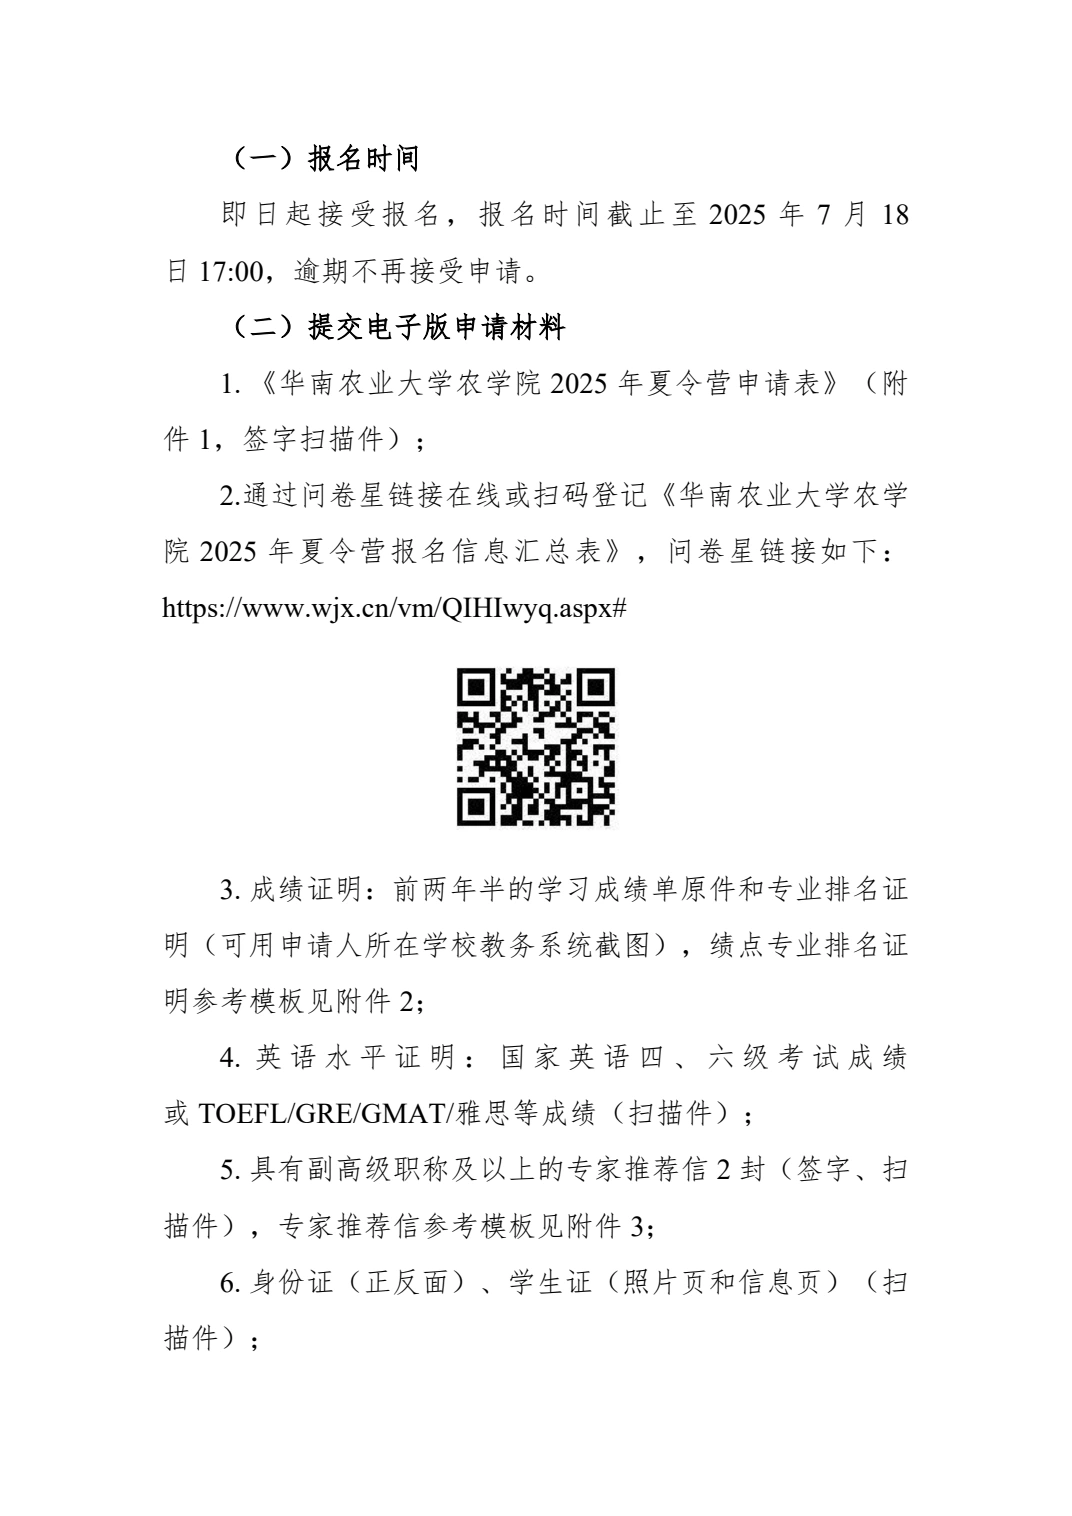 （一）报名时间
即日起接受报名，报名时间截止至 2025 年 7 月 18
日 17:00，逾期不再接受申请。
（二）提交电子版申请材料
1. 《华南农业大学农学院 2025 年夏令营申请表》（附
件 1，签字扫描件）；
2.通过问卷星链接在线或扫码登记《华南农业大学农学
院 2025 年夏令营报名信息汇总表》，问卷星链接如下：
https://www.wjx.cn/vm/QIHIwyq.aspx#
3. 成绩证明：前两年半的学习成绩单原件和专业排名证
明（可用申请人所在学校教务系统截图），绩点专业排名证
明参考模板见附件 2；
4. 英语水平证明：国家英语四、六级考试成绩
或 TOEFL/GRE/GMAT/雅思等成绩（扫描件）；
5. 具有副高级职称及以上的专家推荐信 2 封（签字、扫
描件），专家推荐信参考模板见附件 3；
6. 身份证（正反面）、学生证（照片页和信息页）（扫
描件）；